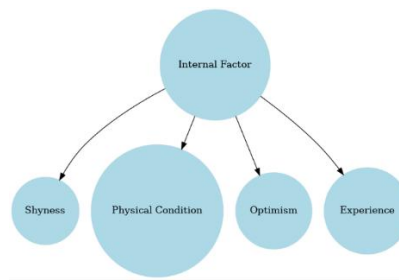 Internal Factor
Shyness
Physical Condition
Optimism
Experience